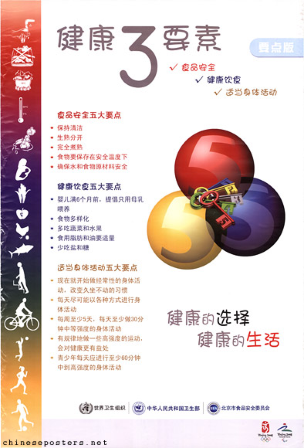 健康3要素
要点版
✓ 食品安全
✓ 健康饮食
✓ 适当身体活动
食品安全五大要点
• 保持清洁
• 生熟分开
• 完全煮熟
• 食物要保存在安全温度下
• 确保水和食物原材料安全
健康饮食五大要点
• 婴儿满6个月前，提倡只用母乳
喂养
• 食物多样化
• 多吃蔬菜和水果
• 食用脂肪和油要适量
• 少吃盐和糖
适当身体活动五大要点
• 现在就开始做经常性的身体活
动，改变久坐不动的习惯
• 每天尽可能以各种方式进行身
体活动
• 每周至少5天，每天至少做30分
钟中等强度的身体活动
• 有规律地做一些高强度的运动，
会对健康更有益处
• 青少年每天应进行至少60分钟
中到高强度的身体活动
5
5
5
健康的选择
健康的生活
世界卫生组织
中华人民共和国卫生部
北京市食品安全委员会
chineseposters.net